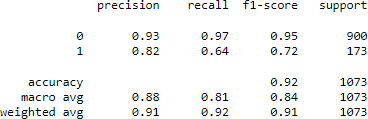 precision recall f1-score support
0 0.93 0.97 0.95 900
1 0.82 0.64 0.72 173
accuracy 0.92 1073
macro avg 0.88 0.81 0.84 1073
weighted avg 0.91 0.92 0.91 1073